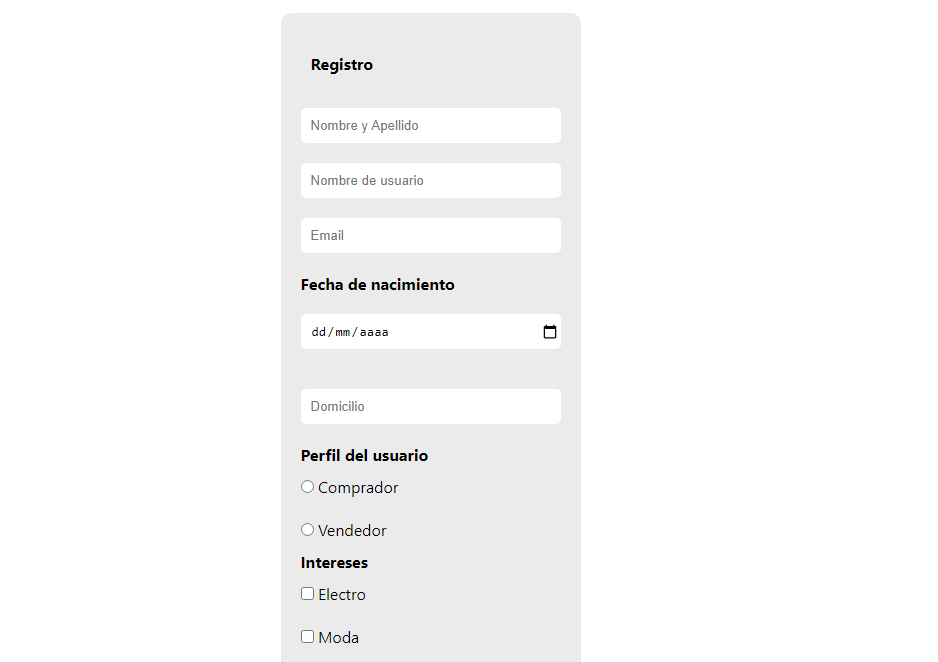 Registro
Nombre y Apellido
Nombre de usuario
Email
Fecha de nacimiento
dd/mm/aaaa
Domicilio
Perfil del usuario
Comprador
Vendedor
Intereses
Electro
Moda